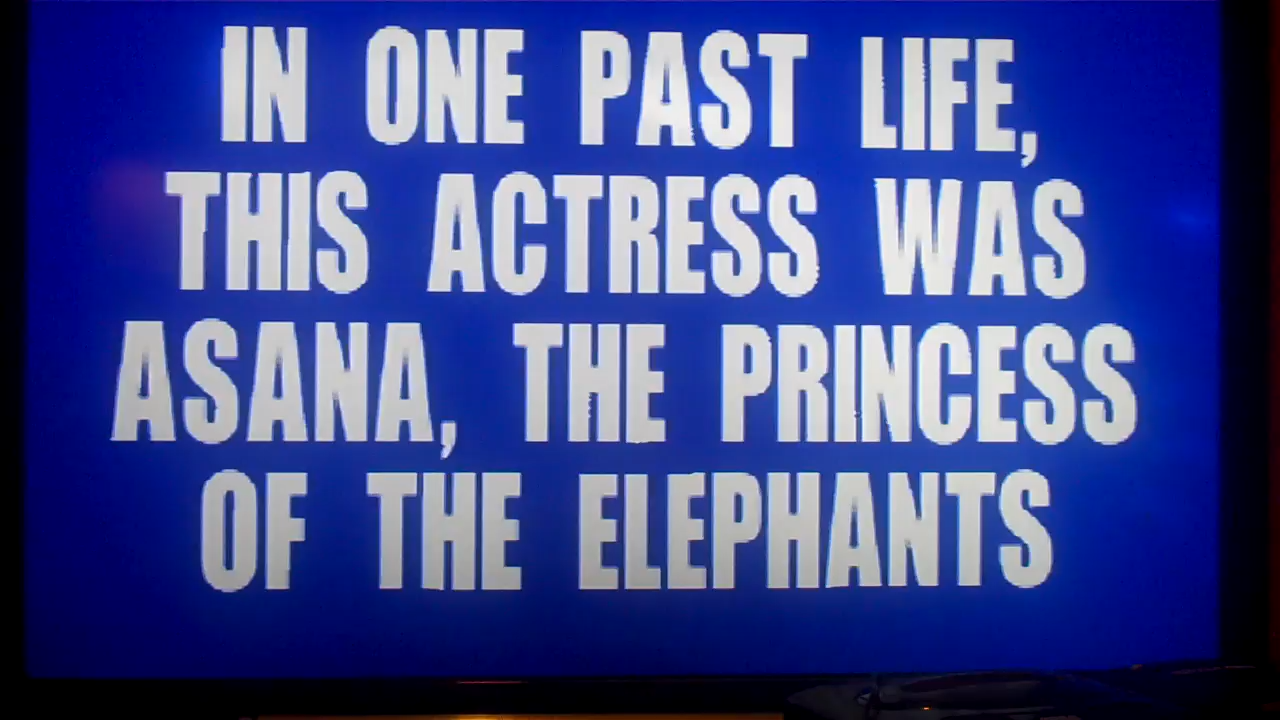 IN ONE PAST LIFE,
THIS ACTRESS WAS
ASANA, THE PRINCESS
OF THE ELEPHANTS